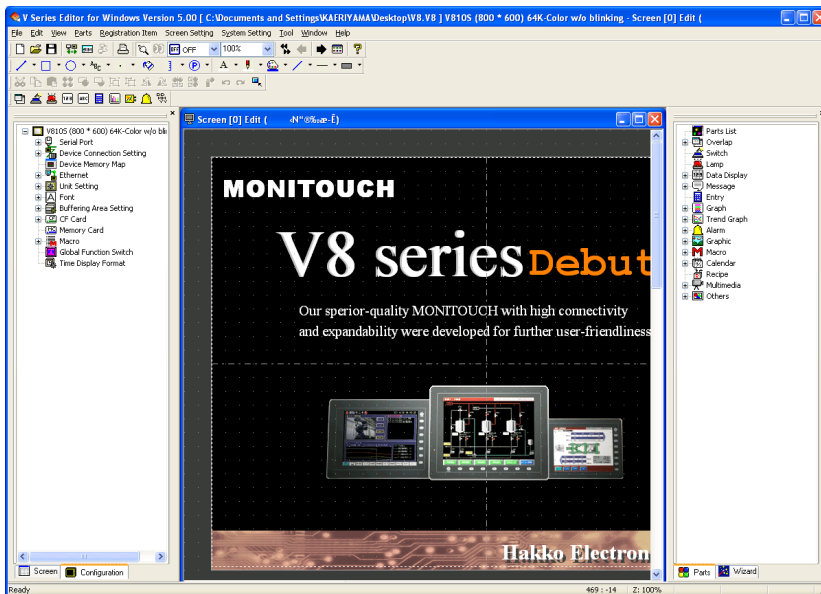 V Series Editor for Windows Version 5.00 [ C:\Documents and Settings\KAERIYAMA\Desktop\V8.V8 ] V810S (800 * 600) 64K-Color w/o blinking - Screen [0] Edit (
File Edit View Parts Registration Item Screen Setting System Setting Tool Window Help
OFF 100%
V810S (800 * 600) 64K-Color w/o bli
Serial Port
Device Connection Setting
Device Memory Map
Ethernet
Unit Setting
Font
Buffering Area Setting
CF Card
Memory Card
Macro
Global Function Switch
Time Display Format
Screen Configuration
Screen [0] Edit (
MONITOUCH
V8 series Debut
Our sperior-quality MONITOUCH with high connectivity
and expandability were developed for further user-friendliness
Hakko Electron
Parts List
Overlap
Switch
Lamp
Data Display
Message
Entry
Graph
Trend Graph
Alarm
Graphic
Macro
Calendar
Recipe
Multimedia
Others
Parts Wizard
Ready
469 : -14 Z: 100%